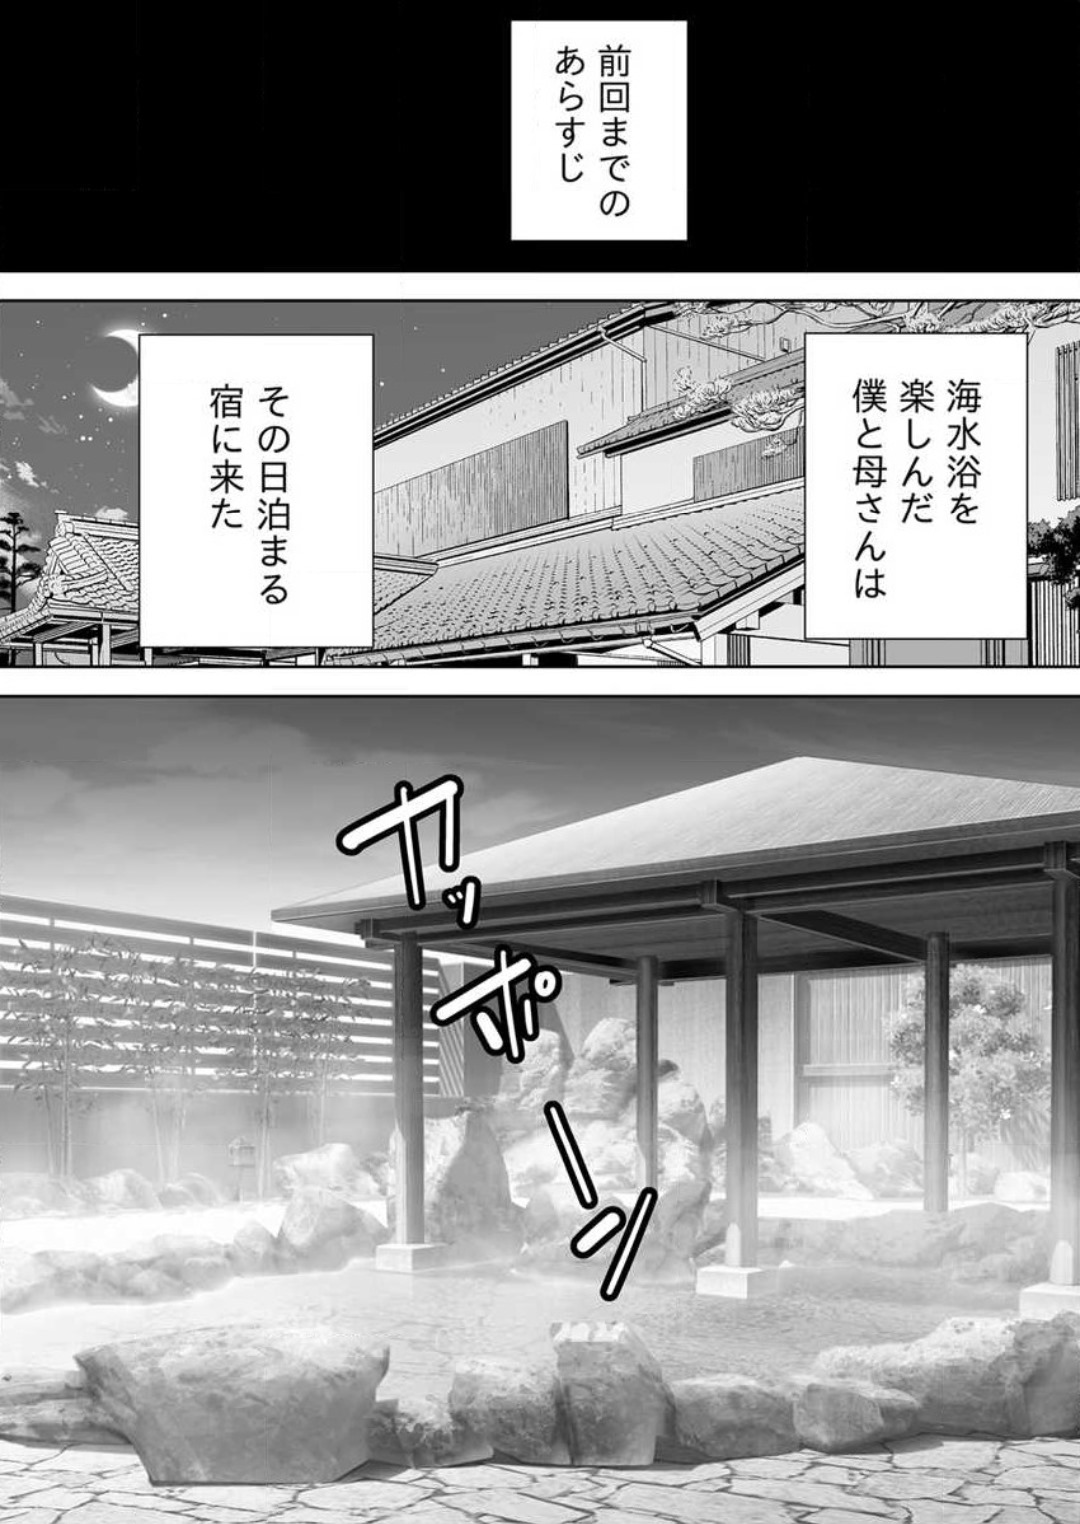 前回までの
あらすじ
海水浴を
楽しんだ
僕と母さんは
その日泊まる
宿に来た
カッポーン